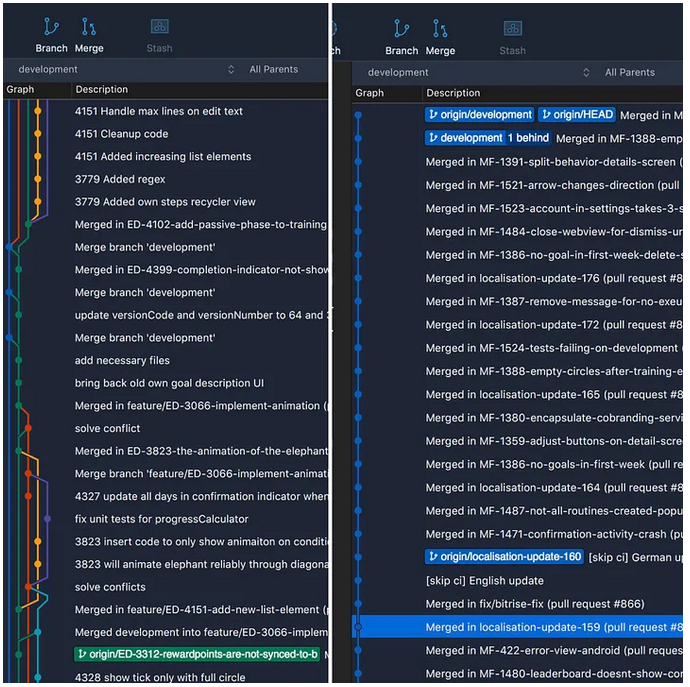 Branch Merge Stash
development All Parents
Graph Description
4151 Handle max lines on edit text
4151 Cleanup code
4151 Added increasing list elements
3779 Added regex
3779 Added own steps recycler view
Merged in ED-4102-add-passive-phase-to-training
Merge branch 'development'
Merged in ED-4399-completion-indicator-not-show
Merge branch 'development'
update versionCode and versionNumber to 64 and
Merge branch 'development'
add necessary files
bring back old own goal description UI
Merged in feature/ED-3066-implement-animation (
solve conflict
Merged in ED-3823-the-animation-of-the-elephant
Merge branch 'feature/ED-3066-implement-animat
4327 update all days in confirmation indicator when
fix unit tests for progressCalculator
3823 insert code to only show animaiton on conditi
3823 will animate elephant reliably through diagona
solve conflicts
Merged in feature/ED-4151-add-new-list-element (
Merged development into feature/ED-3066-implem
origin/ED-3312-rewardpoints-are-not-synced-to-b
4328 show tick only with full circle
ch Branch Merge Stash
development All Parents
Graph Description
origin/development origin/HEAD Merged in M
development 1 behind Merged in MF-1388-emp
Merged in MF-1391-split-behavior-details-screen (
Merged in MF-1521-arrow-changes-direction (pull
Merged in MF-1523-account-in-settings-takes-3-s
Merged in MF-1484-close-webview-for-dismiss-ur
Merged in MF-1386-no-goal-in-first-week-delete-s
Merged in localisation-update-176 (pull request #8
Merged in MF-1387-remove-message-for-no-exeu
Merged in localisation-update-172 (pull request #8
Merged in MF-1524-tests-failing-on-development (
Merged in MF-1388-empty-circles-after-training-e
Merged in localisation-update-165 (pull request #8
Merged in MF-1380-encapsulate-cobranding-servi
Merged in MF-1359-adjust-buttons-on-detail-scre
Merged in MF-1386-no-goals-in-first-week (pull re
Merged in localisation-update-164 (pull request #8
Merged in MF-1487-not-all-routines-created-popu
Merged in MF-1471-confirmation-activity-crash (pu
origin/localisation-update-160 [skip ci] German up
[skip ci] English update
Merged in fix/bitrise-fix (pull request #866)
Merged in localisation-update-159 (pull request #8
Merged in MF-422-error-view-android (pull request
Merged in MF-1480-leaderboard-doesnt-show-cor